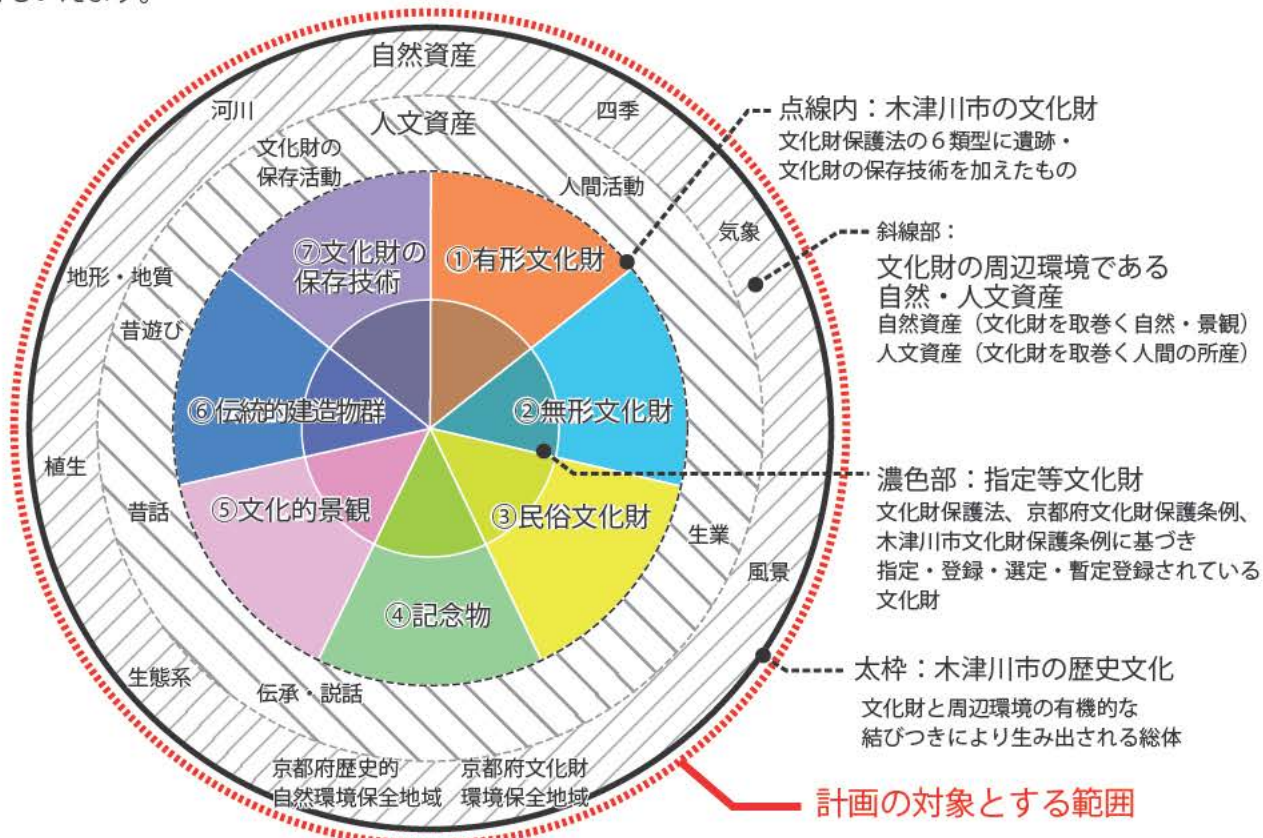 自然資産
河川
四季
人文資産
文化財の
保存活動
人間活動
気象
地形・地質
昔遊び
植生
昔話
生業
風景
生態系
伝承・説話
京都府歴史的
自然環境保全地域
京都府文化財
環境保全地域
⑦文化財の
保存技術
①有形文化財
⑥伝統的建造物群
②無形文化財
⑤文化的景観
③民俗文化財
④記念物
点線内：木津川市の文化財
文化財保護法の６類型に遺跡・
文化財の保存技術を加えたもの
斜線部：
文化財の周辺環境である
自然・人文資産
自然資産（文化財を取巻く自然・景観）
人文資産（文化財を取巻く人間の所産）
濃色部：指定等文化財
文化財保護法、京都府文化財保護条例、
木津川市文化財保護条例に基づき
指定・登録・選定・暫定登録されている
文化財
太枠：木津川市の歴史文化
文化財と周辺環境の有機的な
結びつきにより生み出される総体
計画の対象とする範囲